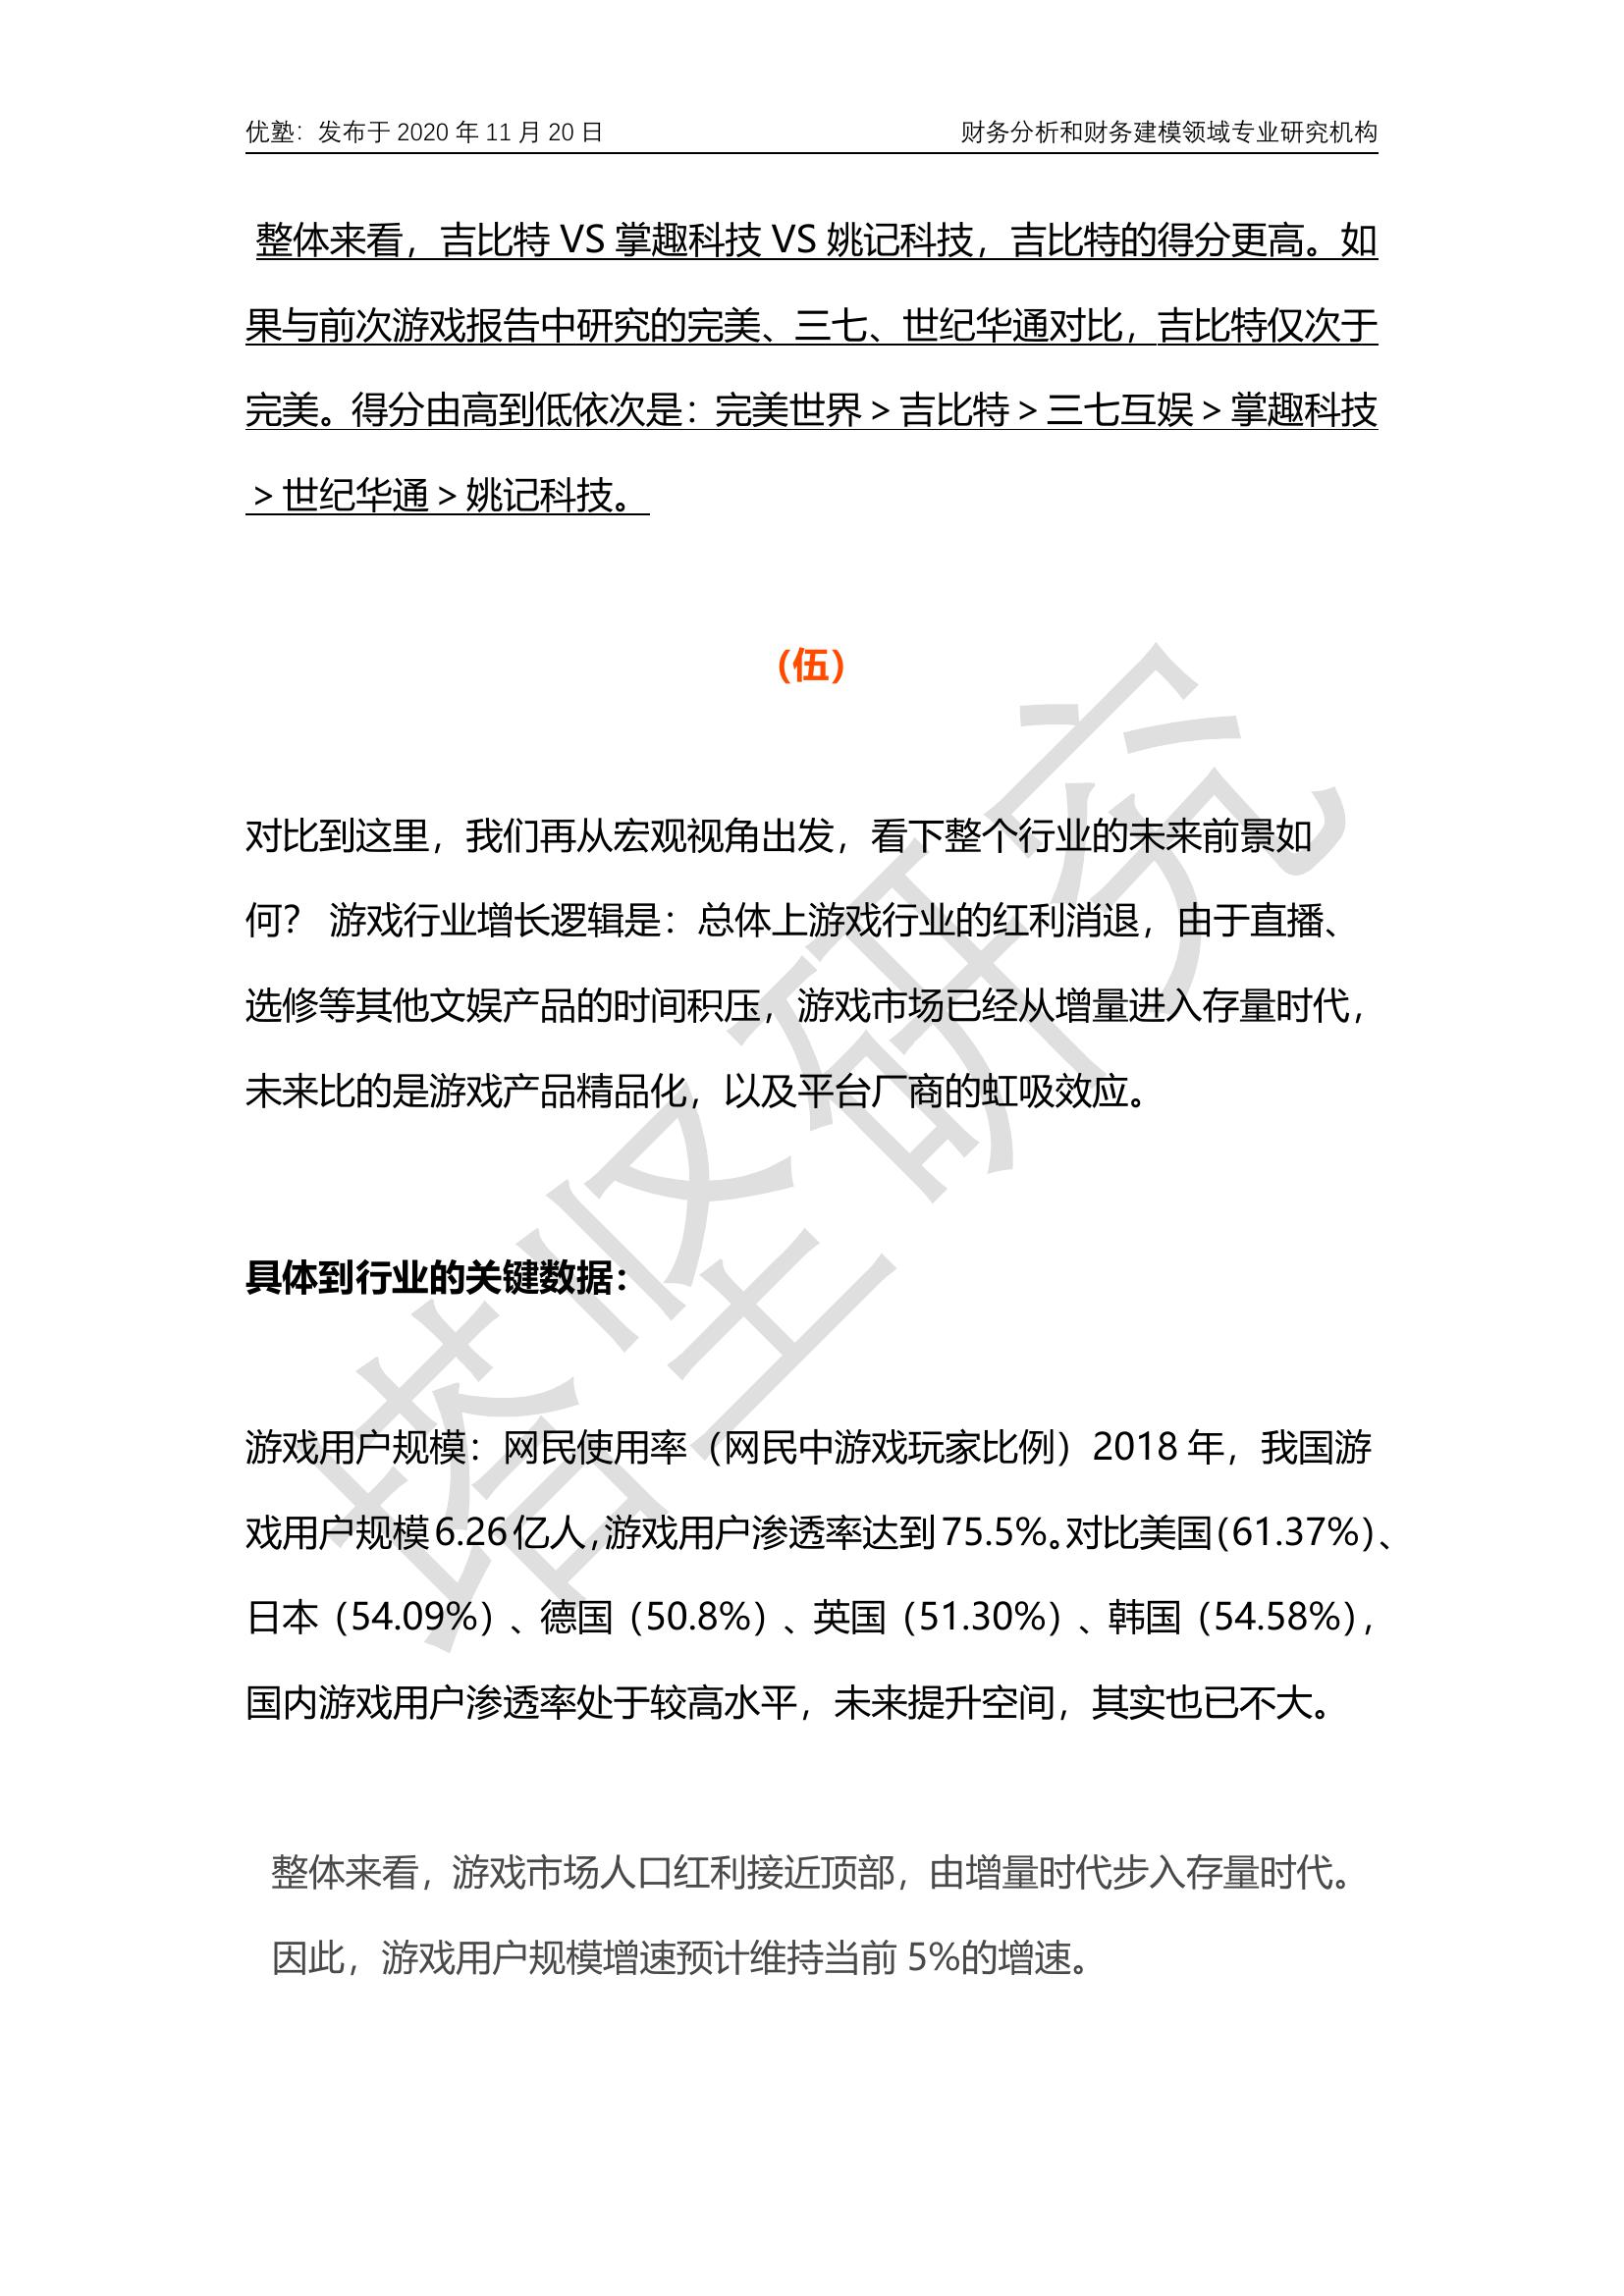 优塾：发布于 2020 年 11 月 20 日 财务分析和财务建模领域专业研究机构
整体来看，吉比特 VS 掌趣科技 VS 姚记科技，吉比特的得分更高。如
果与前次游戏报告中研究的完美、三七、世纪华通对比，吉比特仅次于
完美。得分由高到低依次是：完美世界＞吉比特＞三七互娱＞掌趣科技
＞世纪华通＞姚记科技。
（伍）
对比到这里，我们再从宏观视角出发，看下整个行业的未来前景如
何？ 游戏行业增长逻辑是：总体上游戏行业的红利消退，由于直播、
选修等其他文娱产品的时间积压，游戏市场已经从增量进入存量时代，
未来比的是游戏产品精品化，以及平台厂商的虹吸效应。
具体到行业的关键数据：
游戏用户规模：网民使用率（网民中游戏玩家比例）2018 年，我国游
戏用户规模 6.26 亿人，游戏用户渗透率达到 75.5%。对比美国（61.37%）、
日本（54.09%）、德国（50.8%）、英国（51.30%）、韩国（54.58%），
国内游戏用户渗透率处于较高水平，未来提升空间，其实也已不大。
整体来看，游戏市场人口红利接近顶部，由增量时代步入存量时代。
因此，游戏用户规模增速预计维持当前 5%的增速。
塔坚研究